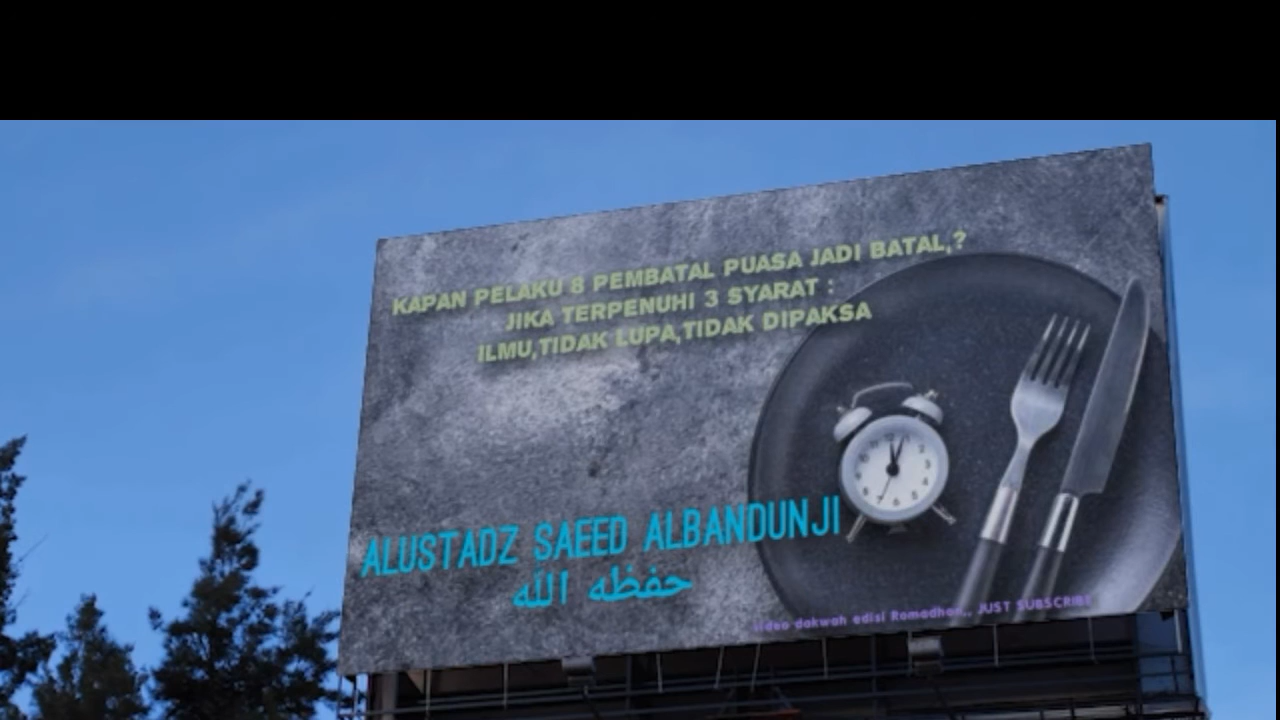 KAPAN PELAKU 8 PEMBATAL PUASA JADI BATAL,?
JIKA TERPENUHI 3 SYARAT :
ILMU,TIDAK LUPA,TIDAK DIPAKSA
ALUSTADZ SAEED ALBANDUNJI
حفظه الله
video dakwah edisi Ramadhan,, JUST SUBSCRIBE